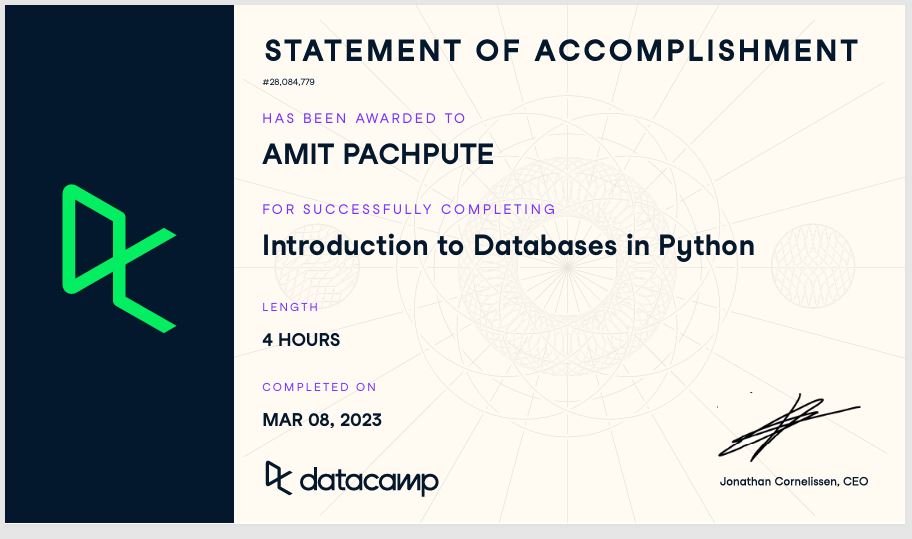 STATEMENT OF ACCOMPLISHMENT
#28,084,779
HAS BEEN AWARDED TO
AMIT PACHPUTE
FOR SUCCESSFULLY COMPLETING
Introduction to Databases in Python
LENGTH
4 HOURS
COMPLETED ON
MAR 08, 2023
datacamp
Jonathan Cornelissen, CEO